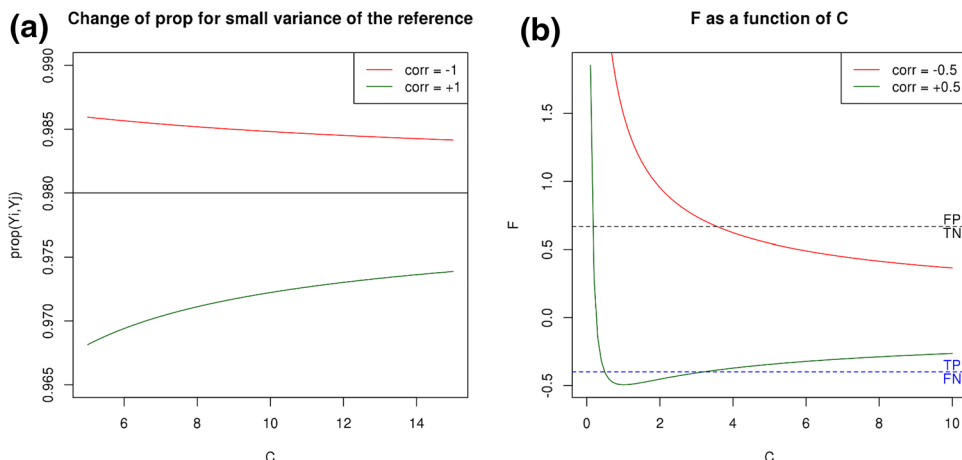 (a)
Change of prop for small variance of the reference
corr = -1
corr = +1
prop(Yi,Yj)
0.990
0.985
0.980
0.975
0.970
0.965
6 8 10 12 14
C
(b)
F as a function of C
corr = -0.5
corr = +0.5
F
1.5
1.0
0.5
0.0
-0.5
FP
TN
TP
FN
0 2 4 6 8 10
C